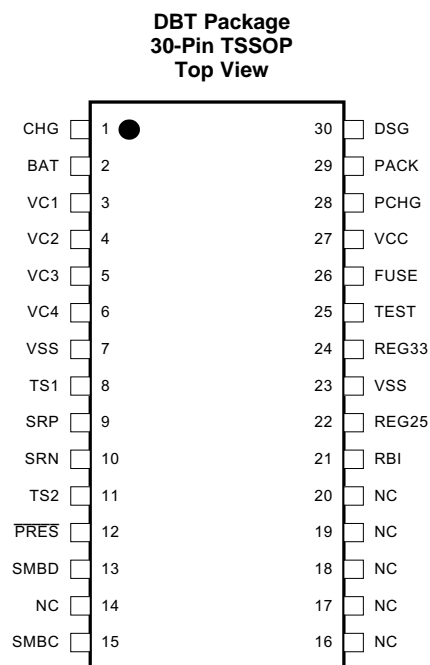 DBT Package
30-Pin TSSOP
Top View
CHG 1 30 DSG
BAT 2 29 PACK
VC1 3 28 PCHG
VC2 4 27 VCC
VC3 5 26 FUSE
VC4 6 25 TEST
VSS 7 24 REG33
TS1 8 23 VSS
SRP 9 22 REG25
SRN 10 21 RBI
TS2 11 20 NC
PRES 12 19 NC
SMBD 13 18 NC
NC 14 17 NC
SMBC 15 16 NC